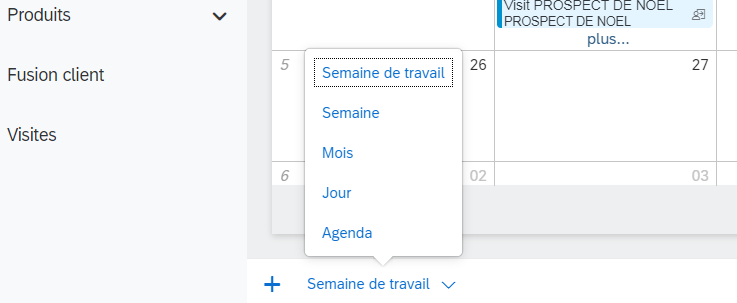 Produits
Fusion client
Visites
Visit PROSPECT DE NOEL
PROSPECT DE NOEL
plus...
5
26
27
6
02
03
Semaine de travail
Semaine
Mois
Jour
Agenda
+ Semaine de travail